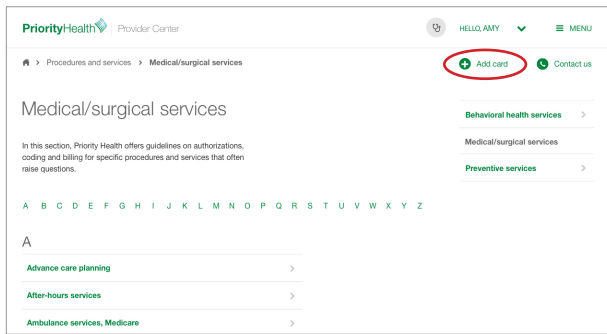 PriorityHealth Provider Center
HELLO, AMY
MENU
> Procedures and services > Medical/surgical services
Add card
Contact us
Medical/surgical services
In this section, Priority Health offers guidelines on authorizations,
coding and billing for specific procedures and services that often
raise questions.
Behavioral health services >
Medical/surgical services
Preventive services >
A B C D E F G H I J K L M N O P Q R S T U V W X Y Z
A
Advance care planning >
After-hours services >
Ambulance services, Medicare >